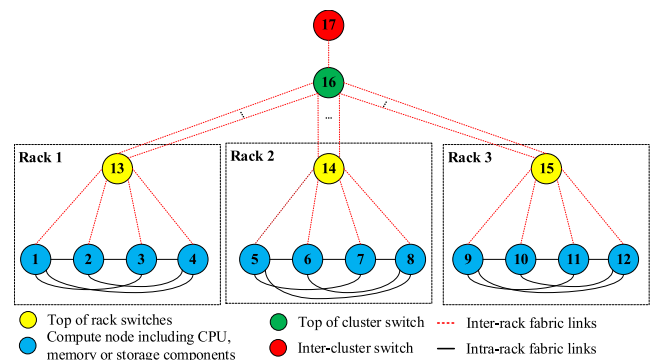 17
16
...
...
...
Rack 1
Rack 2
Rack 3
13
14
15
1 2 3 4
5 6 7 8
9 10 11 12
Top of rack switches
Top of cluster switch
Inter-rack fabric links
Compute node including CPU,
memory or storage components
Inter-cluster switch
Intra-rack fabric links